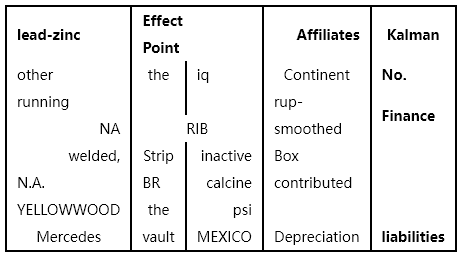 lead-zinc Effect Point Affiliates Kalman
other the iq Continent No.
running rup-
Finance
NA RIB smoothed
welded, Strip inactive Box
N.A. BR calcine contributed
YELLOWWOOD the psi
Mercedes vault MEXICO Depreciation liabilities